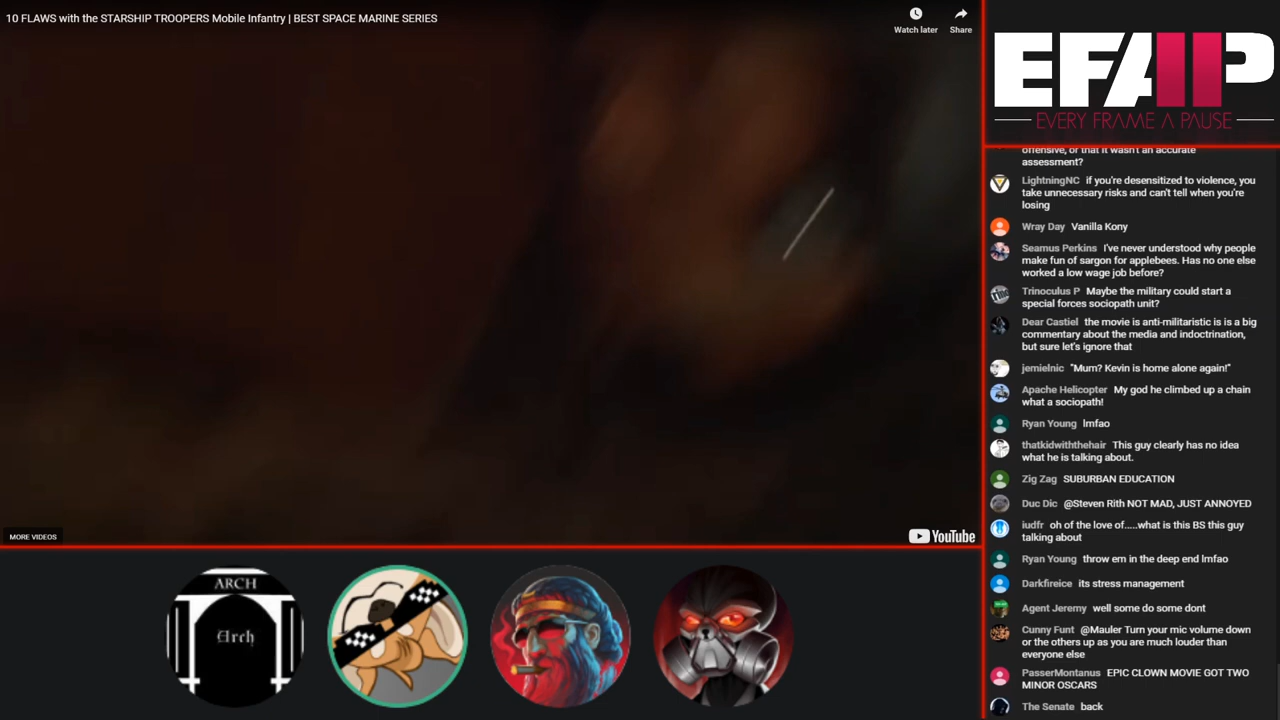 10 FLAWS with the STARSHIP TROOPERS Mobile Infantry | BEST SPACE MARINE SERIES
Watch later
Share
MORE VIDEOS
YouTube
EFAP
EVERY FRAME A PAUSE
offensive, or that it wasn't an accurate
assessment?
LightningNC if you're desensitized to violence, you
take unnecessary risks and can't tell when you're
losing
Wray Day Vanilla Kony
Seamus Perkins I've never understood why people
make fun of sargon for applebees. Has no one else
worked a low wage job before?
Trinoculus P Maybe the military could start a
special forces sociopath unit?
Dear Castiel the movie is anti-militaristic is is a big
commentary about the media and indoctrination,
but sure let's ignore that
jemielnic "Mum? Kevin is home alone again!"
Apache Helicopter My god he climbed up a chain
what a sociopath!
Ryan Young lmfao
thatkidwiththehair This guy clearly has no idea
what he is talking about.
Zig Zag SUBURBAN EDUCATION
Duc Dic @Steven Rith NOT MAD, JUST ANNOYED
iudfr oh of the love of.....what is this BS this guy
talking about
Ryan Young throw em in the deep end lmfao
Darkfireice its stress management
Agent Jeremy well some do some dont
Cunny Funt @Mauler Turn your mic volume down
or the others up as you are much louder than
everyone else
PasserMontanus EPIC CLOWN MOVIE GOT TWO
MINOR OSCARS
The Senate back
ARCH
Arch